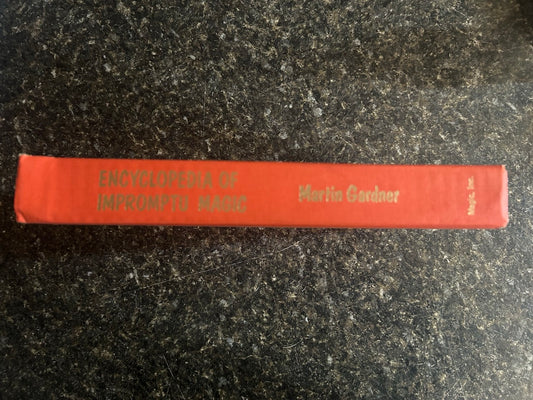 ENCYCLOPEDIA OF
IMPROMPTU MAGIC
Martin Gardner
Magic, Inc.